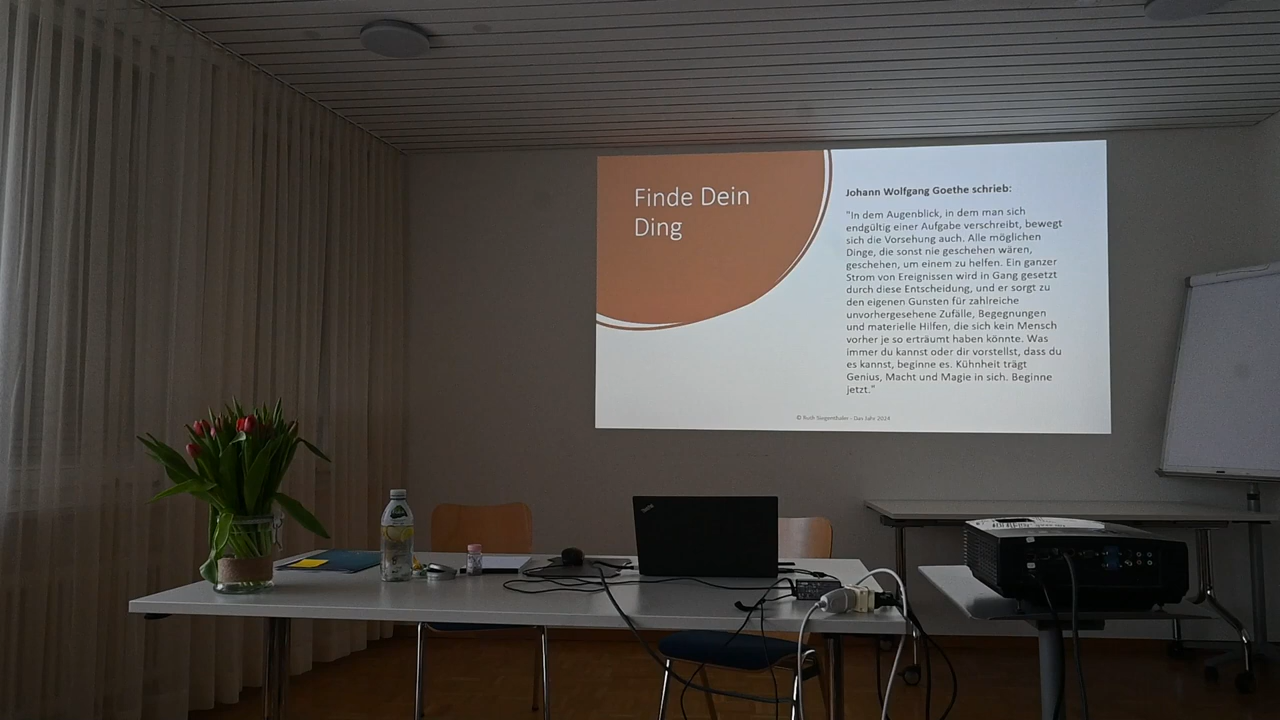 Finde Dein
Ding
Johann Wolfgang Goethe schrieb:
"In dem Augenblick, in dem man sich
endgültig einer Aufgabe verschreibt, bewegt
sich die Vorsehung auch. Alle möglichen
Dinge, die sonst nie geschehen wären,
geschehen, um einem zu helfen. Ein ganzer
Strom von Ereignissen wird in Gang gesetzt
durch diese Entscheidung, und er sorgt zu
den eigenen Gunsten für zahlreiche
unvorhergesehene Zufälle, Begegnungen
und materielle Hilfen, die sich kein Mensch
vorher je so erträumt haben könnte. Was
immer du kannst oder dir vorstellst, dass du
es kannst, beginne es. Kühnheit trägt
Genius, Macht und Magie in sich. Beginne
jetzt."
© Ruth Siegenthaler - Das Jahr 2024